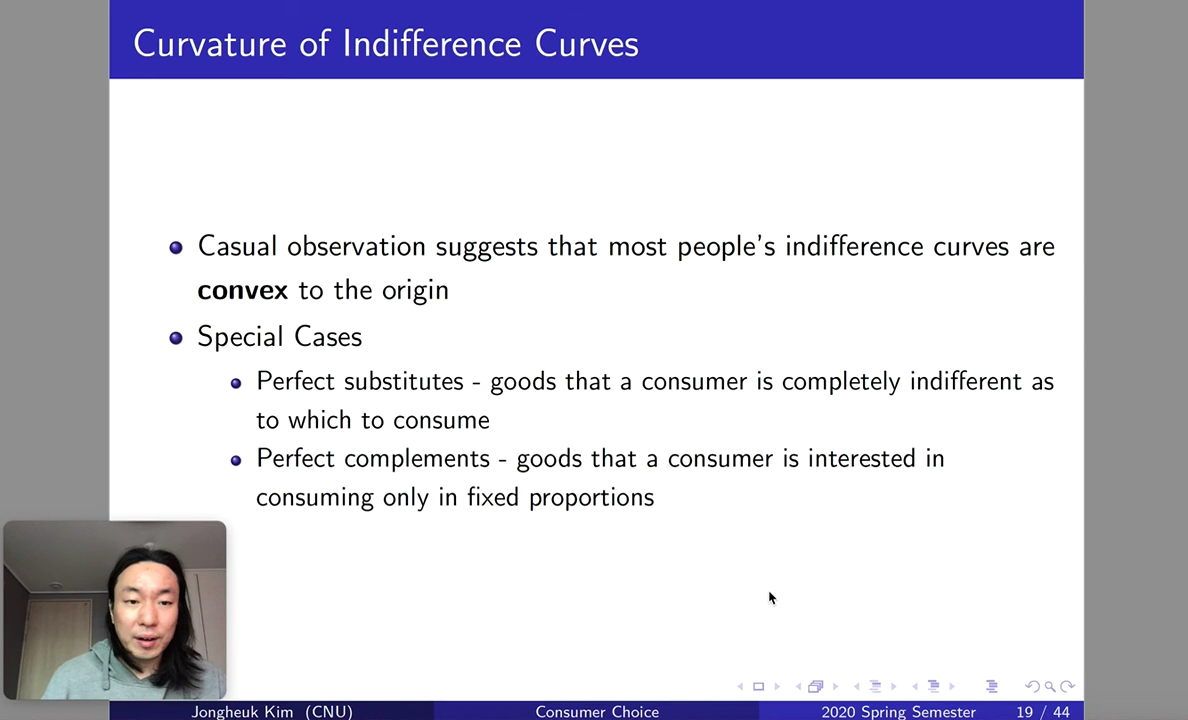 Curvature of Indifference Curves
Casual observation suggests that most people's indifference curves are
convex to the origin
Special Cases
Perfect substitutes - goods that a consumer is completely indifferent as
to which to consume
Perfect complements - goods that a consumer is interested in
consuming only in fixed proportions
Jongheuk Kim (CNU) Consumer Choice 2020 Spring Semester 19 / 44